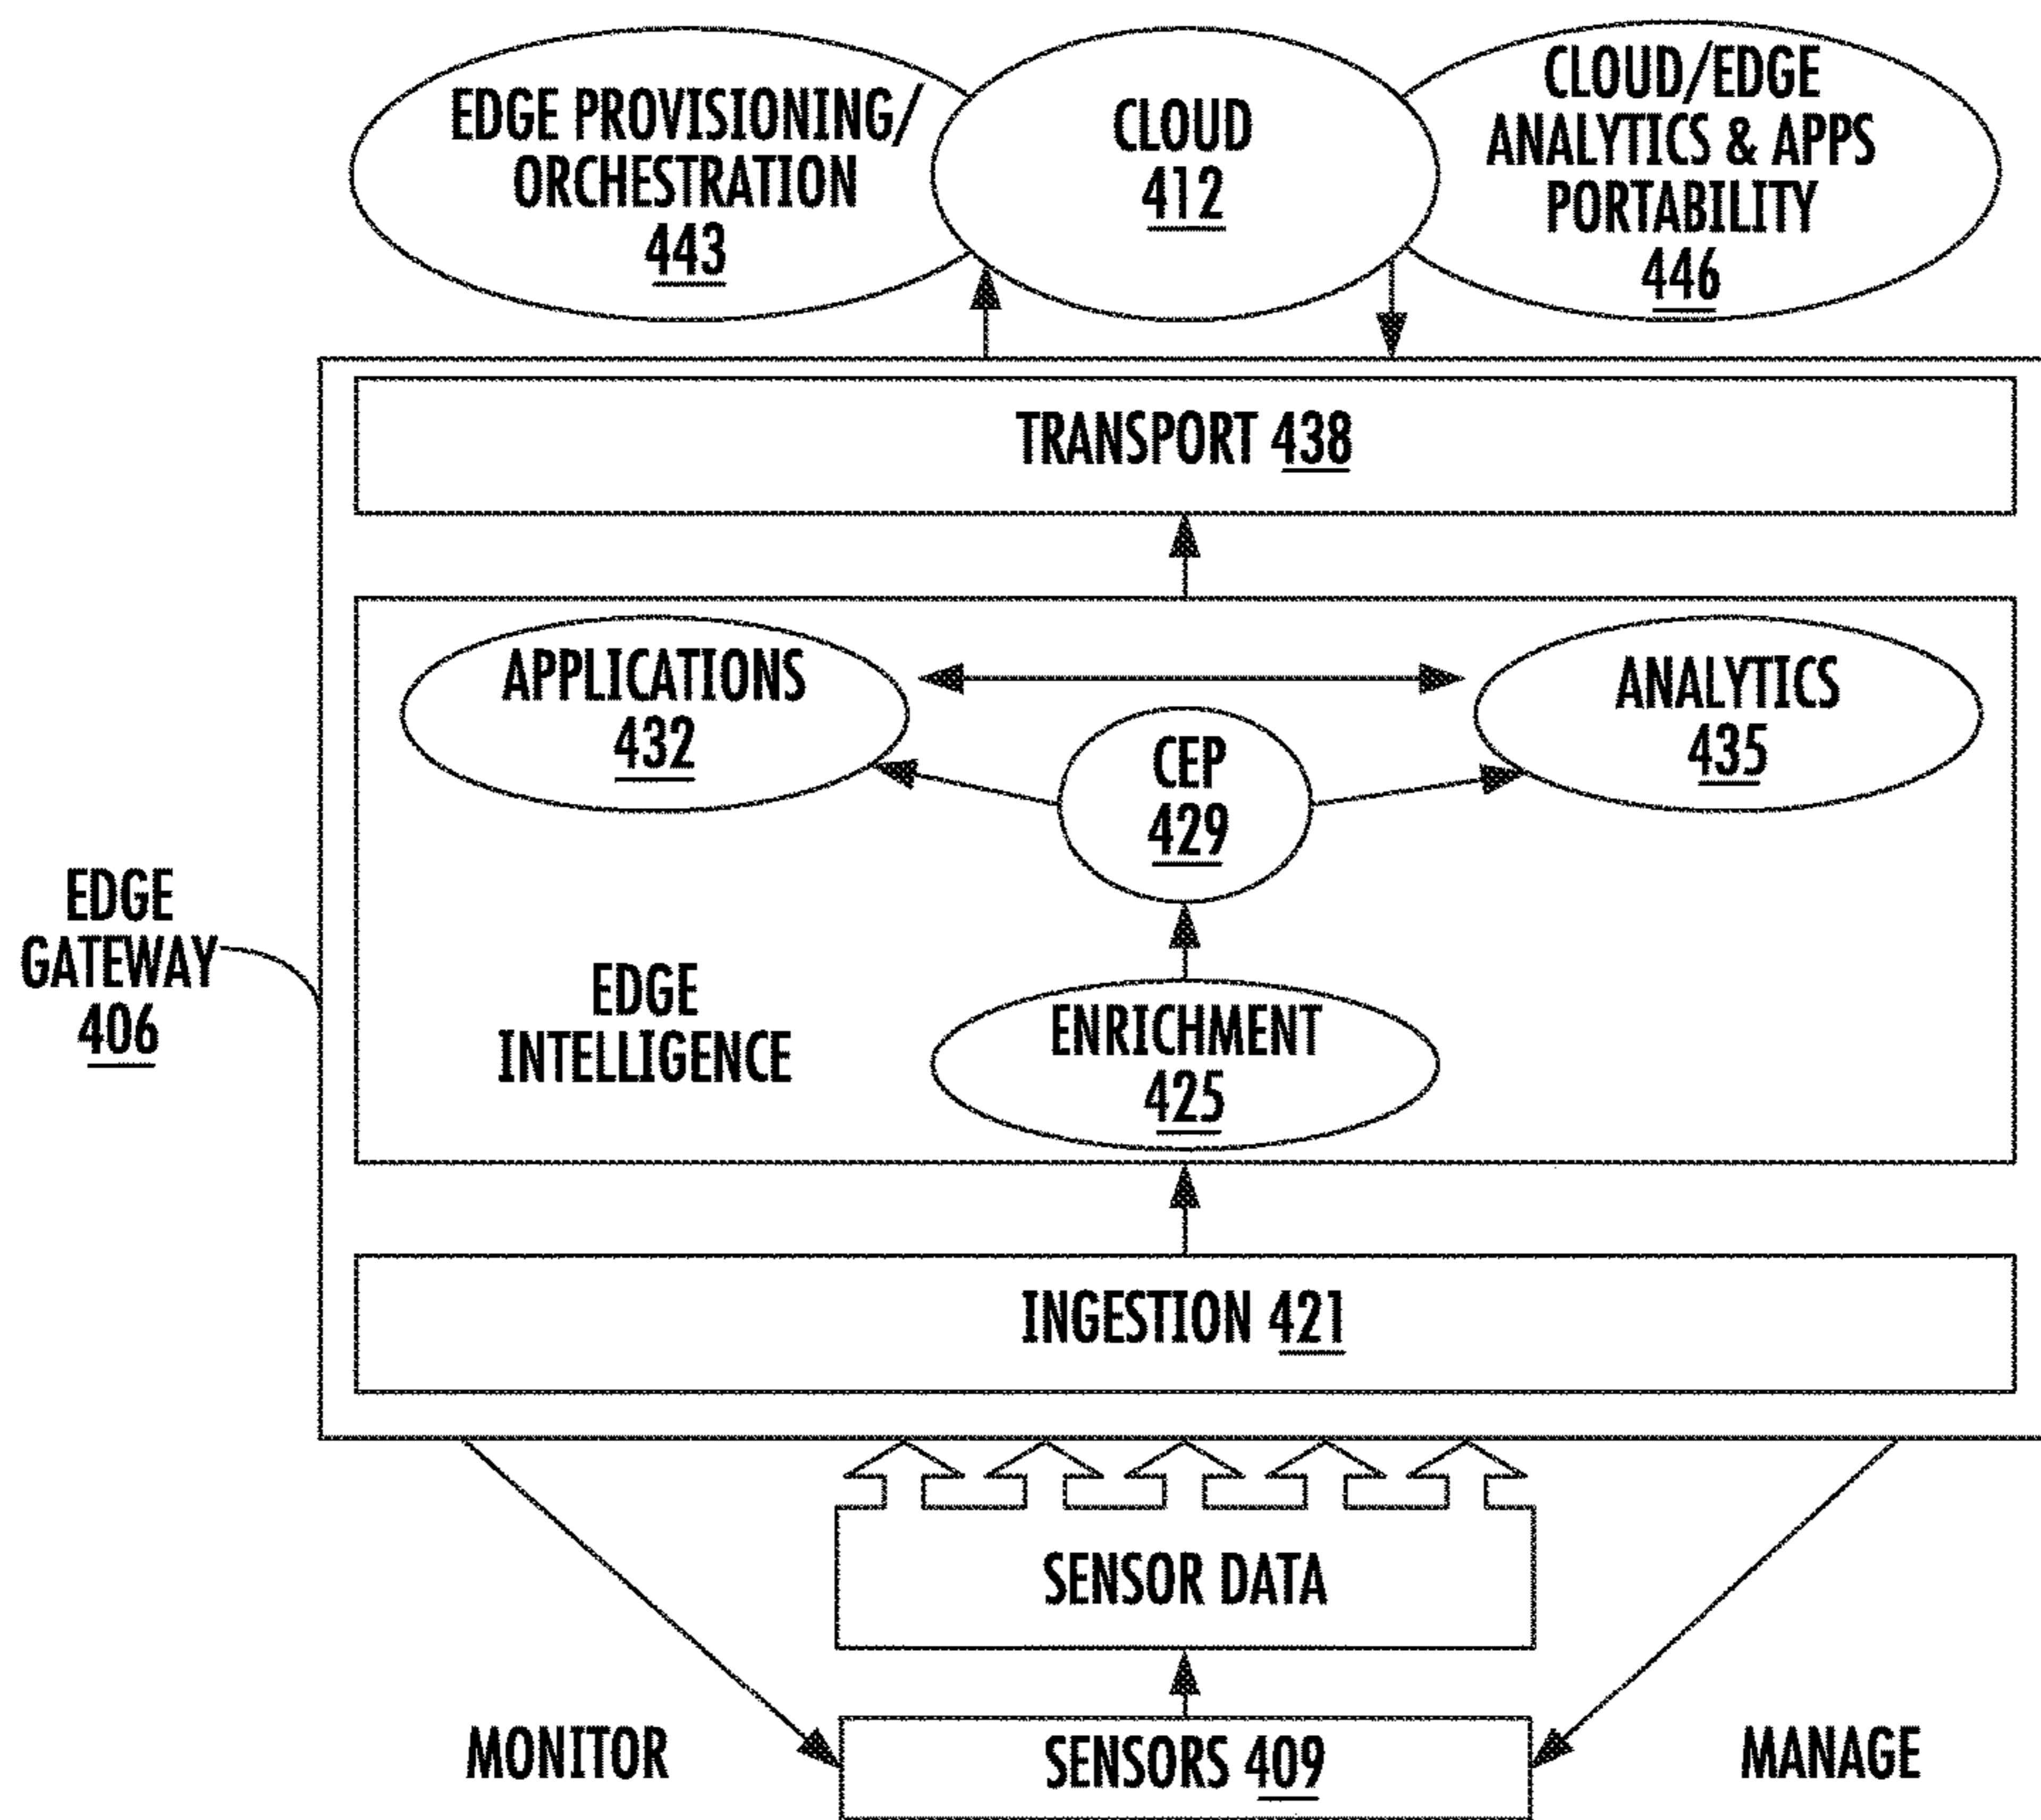 EDGE PROVISIONING/
ORCHESTRATION
443
CLOUD
412
CLOUD/EDGE
ANALYTICS & APPS
PORTABILITY
446
TRANSPORT 438
APPLICATIONS
432
ANALYTICS
435
CEP
429
EDGE
GATEWAY
406
EDGE
INTELLIGENCE
ENRICHMENT
425
INGESTION 421
SENSOR DATA
MONITOR
SENSORS 409
MANAGE